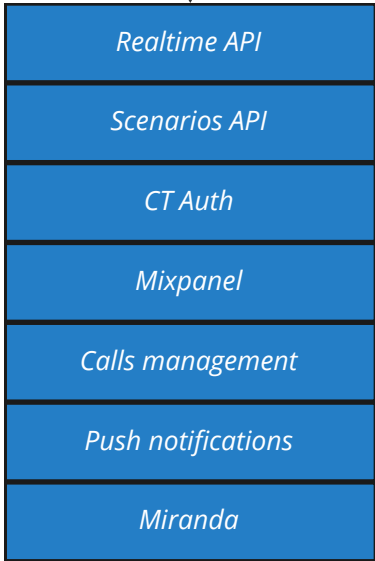 Realtime API
Scenarios API
CT Auth
Mixpanel
Calls management
Push notifications
Miranda